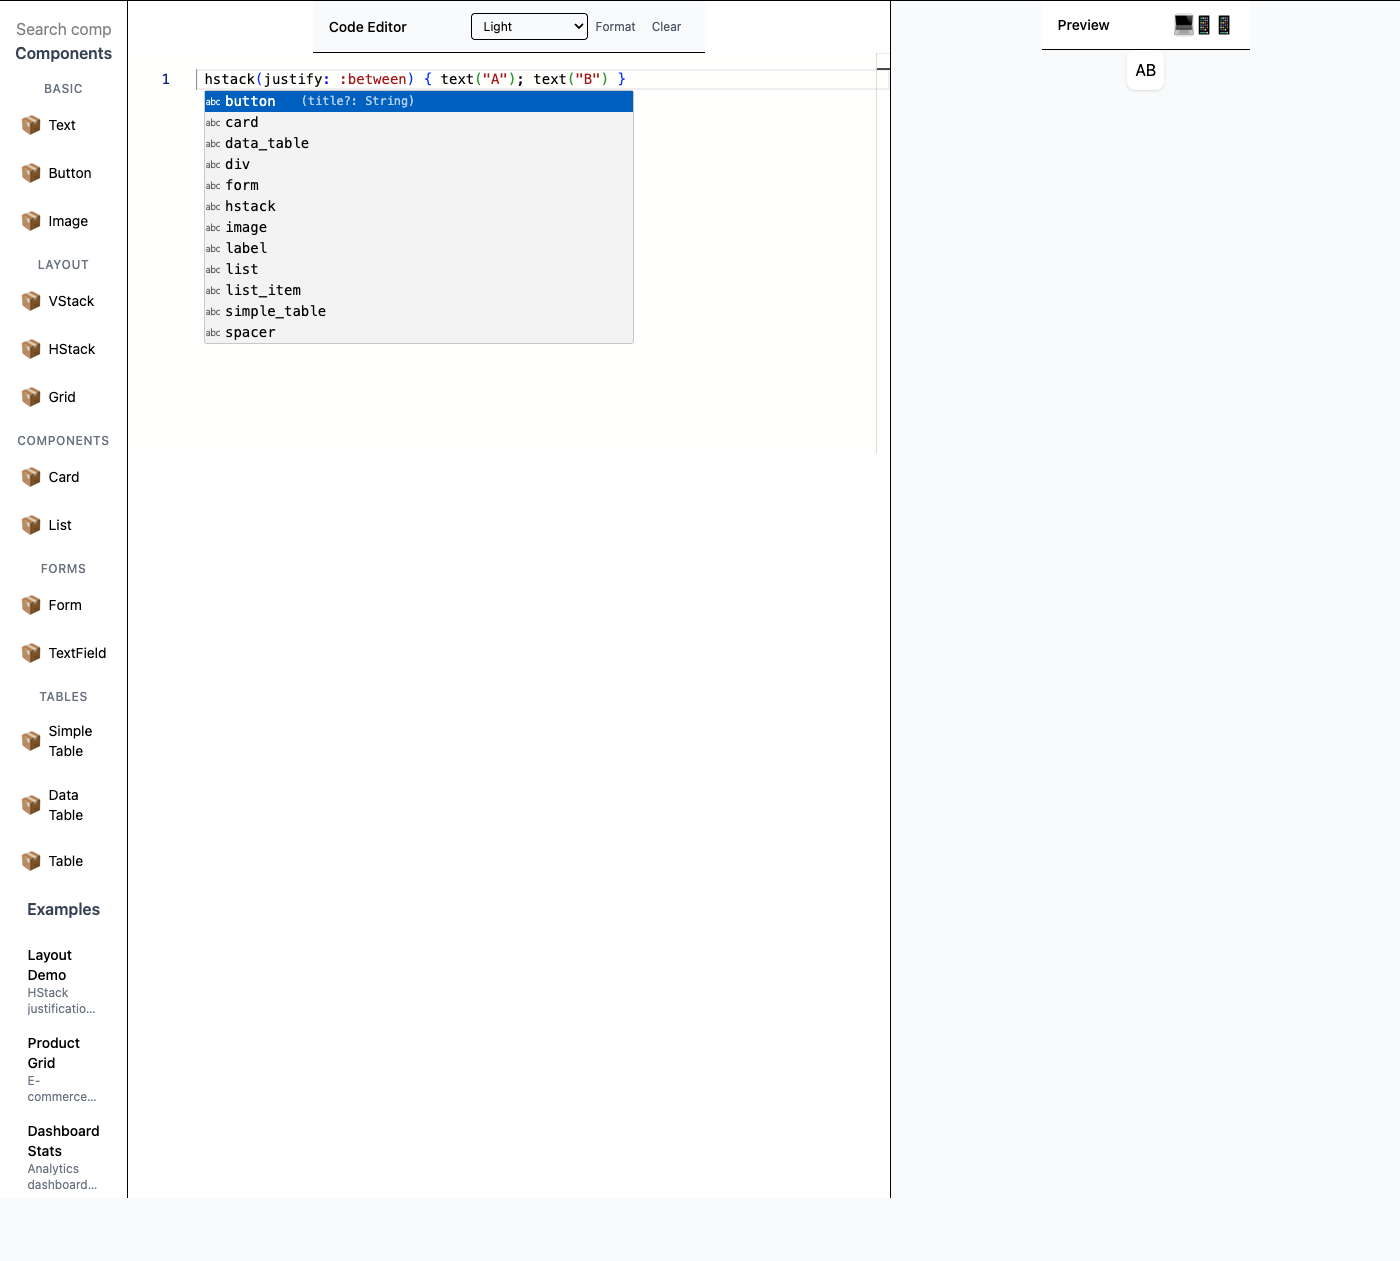 Search comp
Components
BASIC
Text
Button
Image
LAYOUT
VStack
HStack
Grid
COMPONENTS
Card
List
FORMS
Form
TextField
TABLES
Simple
Table
Data
Table
Table
Examples
Layout
Demo
HStack
justificatio...
Product
Grid
E-
commerce...
Dashboard
Stats
Analytics
dashboard...
Code Editor
Light
Format
Clear
1
hstack(justify: :between) { text("A"); text("B") }
abc button (title?: String)
abc card
abc data_table
abc div
abc form
abc hstack
abc image
abc label
abc list
abc list_item
abc simple_table
abc spacer
Preview
AB